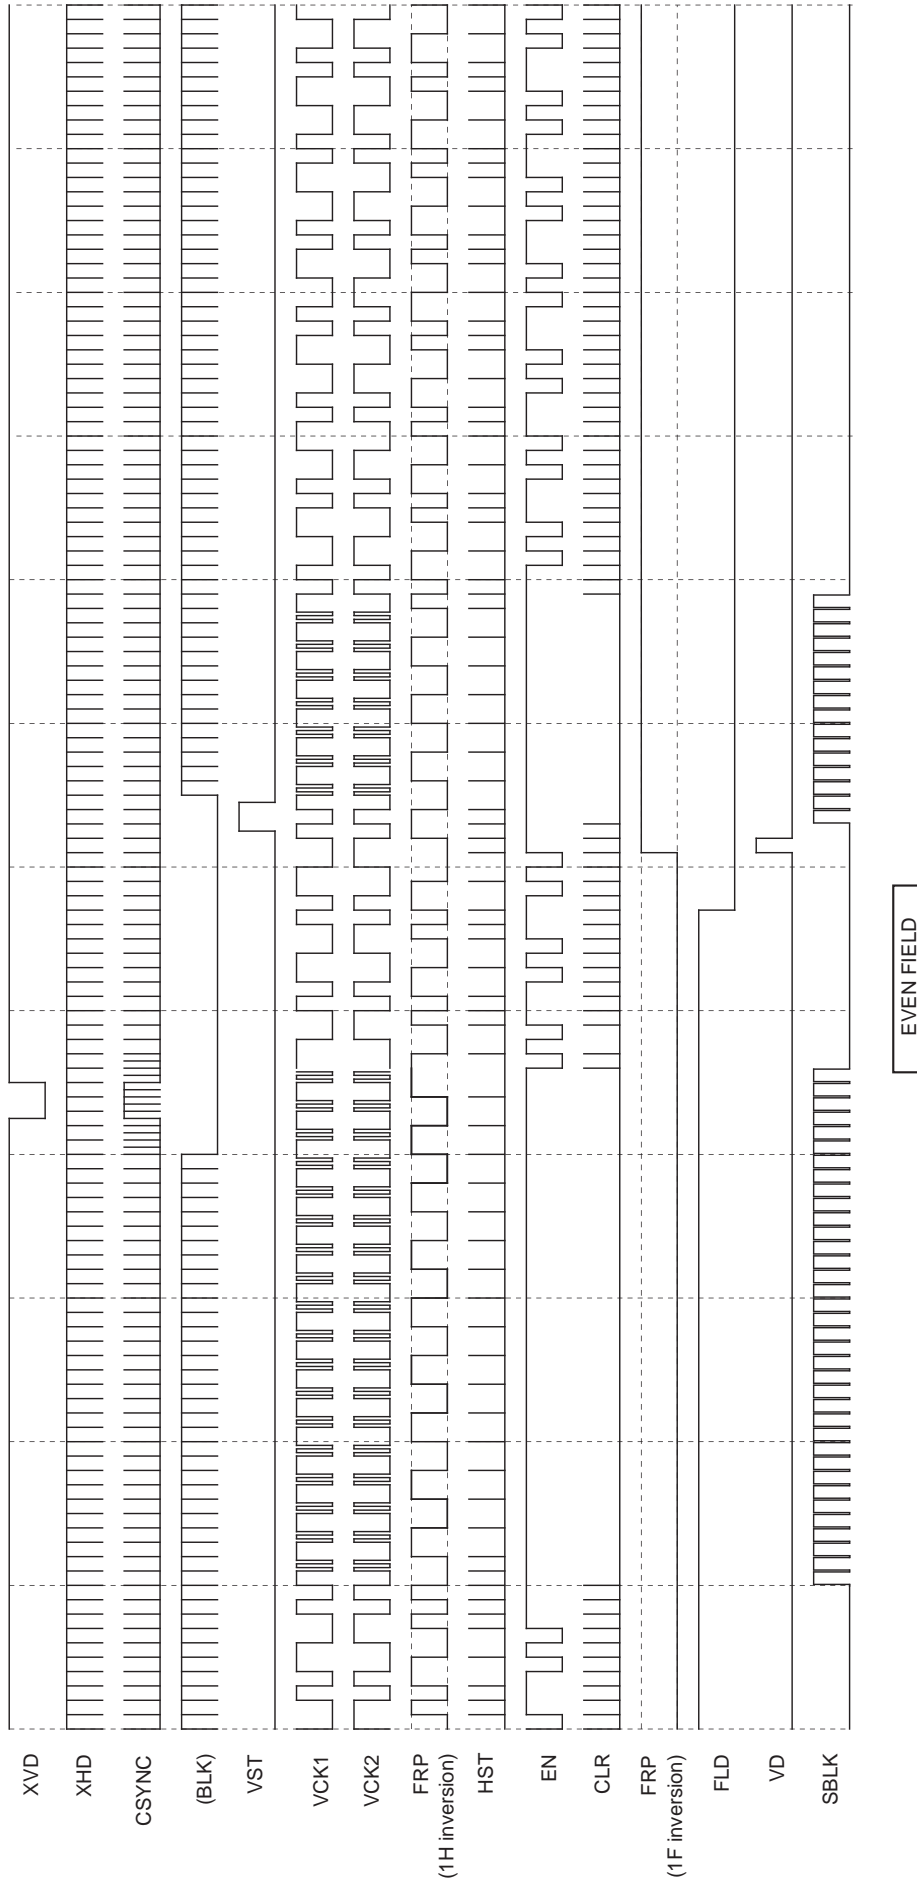 XVD
XHD
CSYNC
(BLK)
VST
VCK1
VCK2
FRP
(1H inversion)
HST
EN
CLR
FRP
(1F inversion)
FLD
VD
SBLK
EVEN FIELD